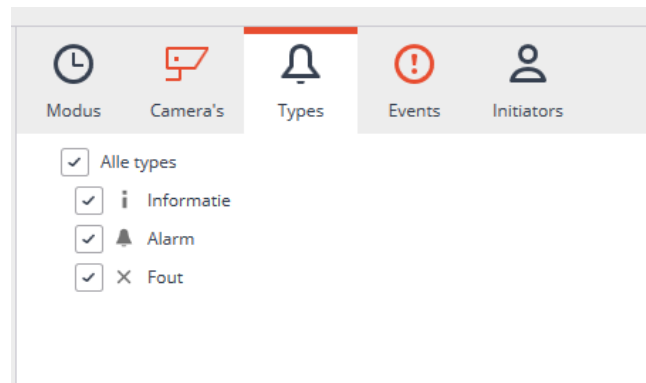 Modus Camera's Types Events Initiators
Alle types
Informatie
Alarm
Fout